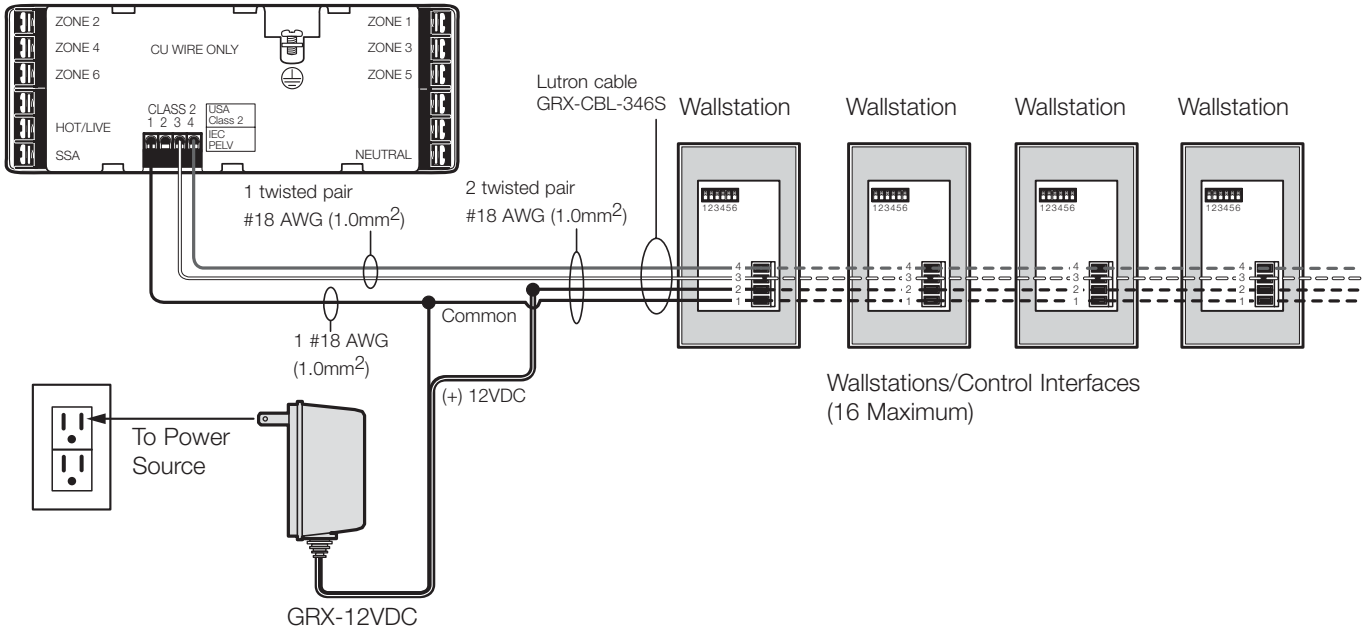 ZONE 2
ZONE 4
ZONE 6
HOT/LIVE
SSA
CU WIRE ONLY
CLASS 2
1 2 3 4
USA
Class 2
IEC
PELV
ZONE 1
ZONE 3
ZONE 5
NEUTRAL
Lutron cable
GRX-CBL-346S
Wallstation
Wallstation
Wallstation
Wallstation
1 twisted pair
#18 AWG (1.0mm2)
2 twisted pair
#18 AWG (1.0mm2)
123456
123456
123456
123456
4
3
2
1
4
3
2
1
4
3
2
1
4
3
2
1
Common
1 #18 AWG
(1.0mm2)
(+) 12VDC
Wallstations/Control Interfaces
(16 Maximum)
To Power
Source
GRX-12VDC